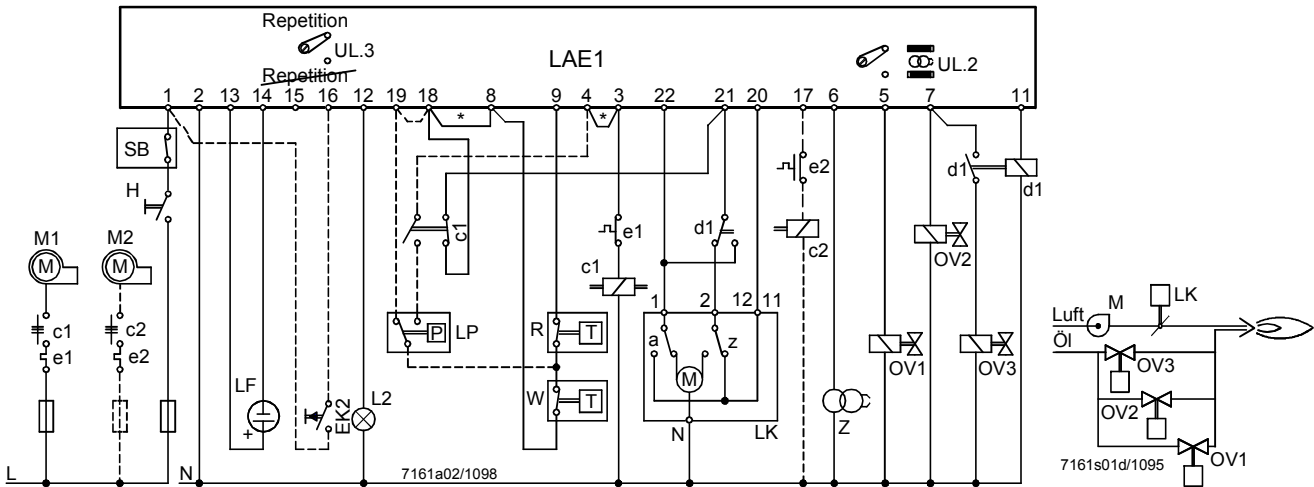 Repetition
UL.3
Repetition
LAE1
UL.2
1 2 13 14 15 16 12 19 18 8 9 4 3 22 21 20 17 6 5 7 11
* *
SB
H
M1 M2
M M
c1 c2
e1 e2
LF
+
EK2
L2
c1
P LP
R T
W T
e1
c1
d1
1 2 12 11
a z
M
N LK
e2
c2
Z
OV1
OV2
d1 d1
OV3
L N
7161a02/1098
LK
M
Luft
Öl
OV3
OV2
OV1
7161s01d/1095